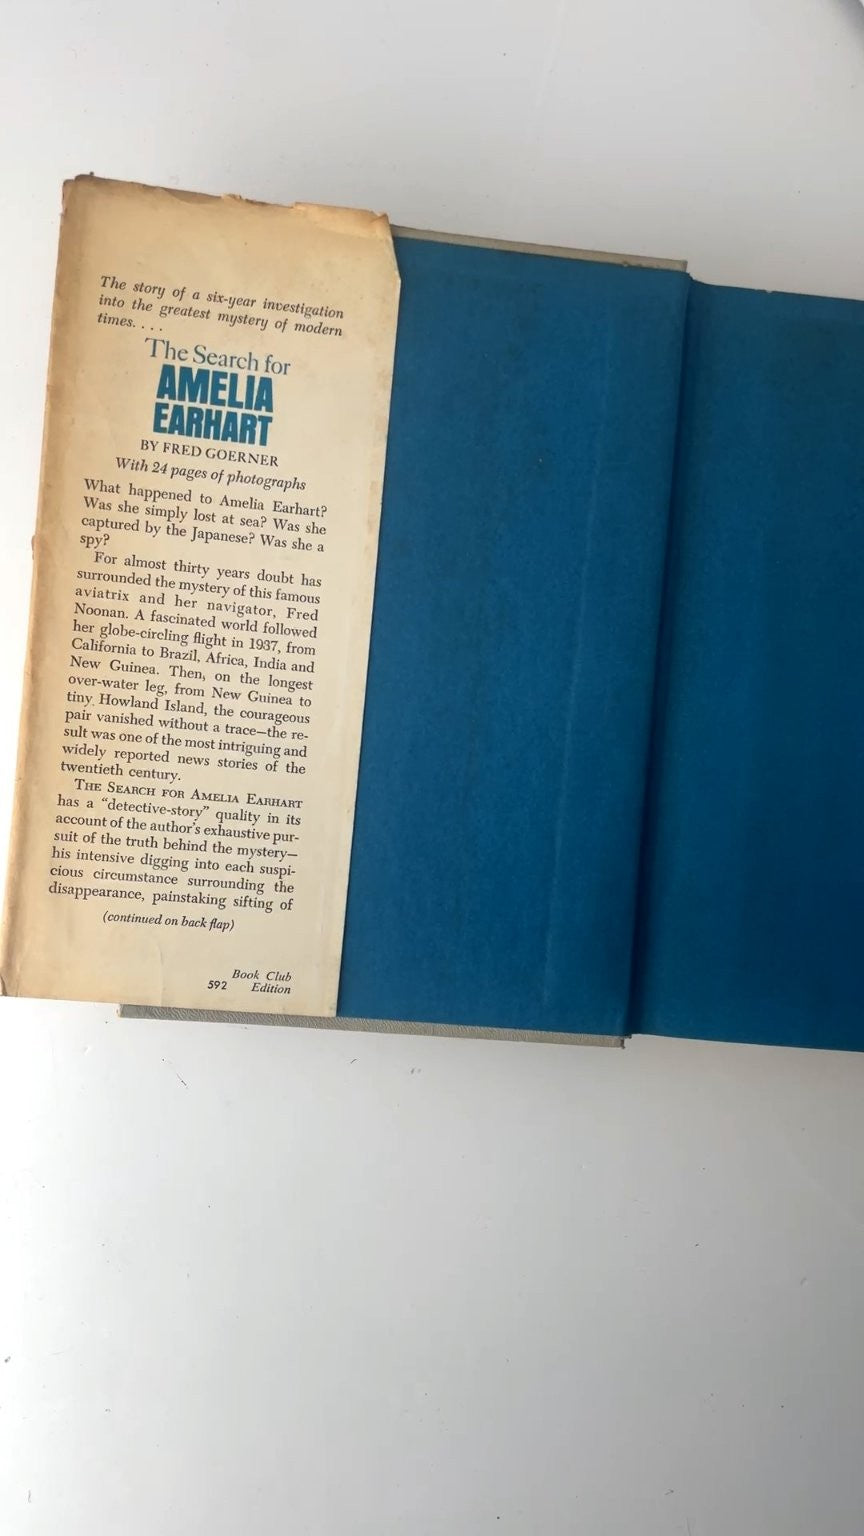 The story of a six-year investigation
into the greatest mystery of modern
times. . . .
The Search for
AMELIA
EARHART
BY FRED GOERNER
With 24 pages of photographs
What happened to Amelia Earhart?
Was she simply lost at sea? Was she
captured by the Japanese? Was she a
spy?
For almost thirty years doubt has
surrounded the mystery of this famous
aviatrix and her navigator, Fred
Noonan. A fascinated world followed
her globe-circling flight in 1937, from
California to Brazil, Africa, India and
New Guinea. Then, on the longest
over-water leg, from New Guinea to
tiny Howland Island, the courageous
pair vanished without a trace—the re-
sult was one of the most intriguing and
widely reported news stories of the
twentieth century.
THE SEARCH FOR AMELIA EARHART
has a “detective-story” quality in its
account of the author’s exhaustive pur-
suit of the truth behind the mystery—
his intensive digging into each suspi-
cious circumstance surrounding the
disappearance, painstaking sifting of
(continued on back flap)
Book Club
592 Edition